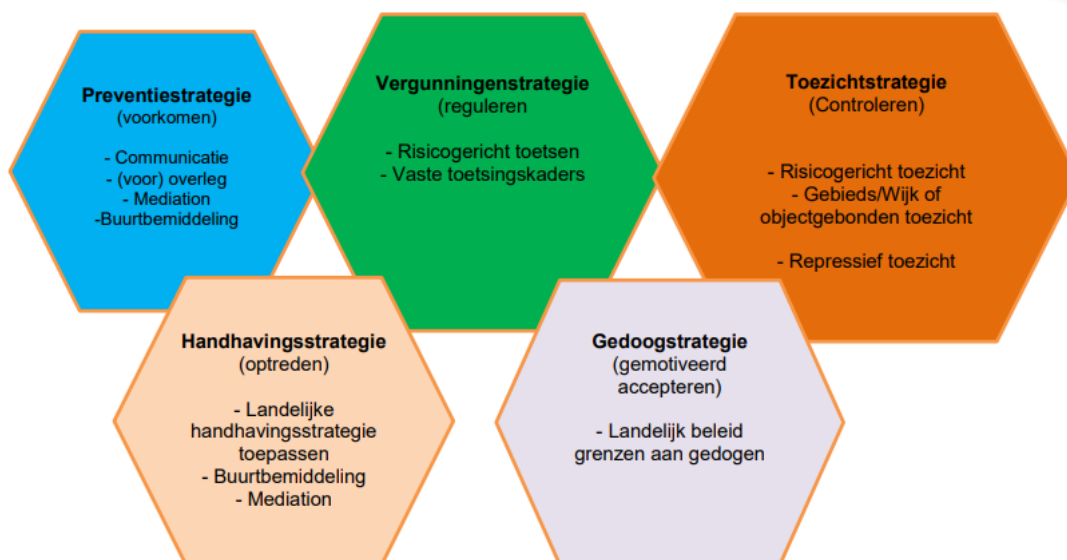 Preventiestrategie
(voorkomen)
- Communicatie
- (voor) overleg
- Mediation
-Buurtbemiddeling
Vergunningenstrategie
(reguleren
- Risicogericht toetsen
- Vaste toetsingskaders
Toezichtstrategie
(Controleren)
- Risicogericht toezicht
- Gebieds/Wijk of
objectgebonden toezicht
- Repressief toezicht
Handhavingsstrategie
(optreden)
- Landelijke
handhavingsstrategie
toepassen
- Buurtbemiddeling
- Mediation
Gedoogstrategie
(gemotiveerd
accepteren)
- Landelijk beleid
grenzen aan gedogen